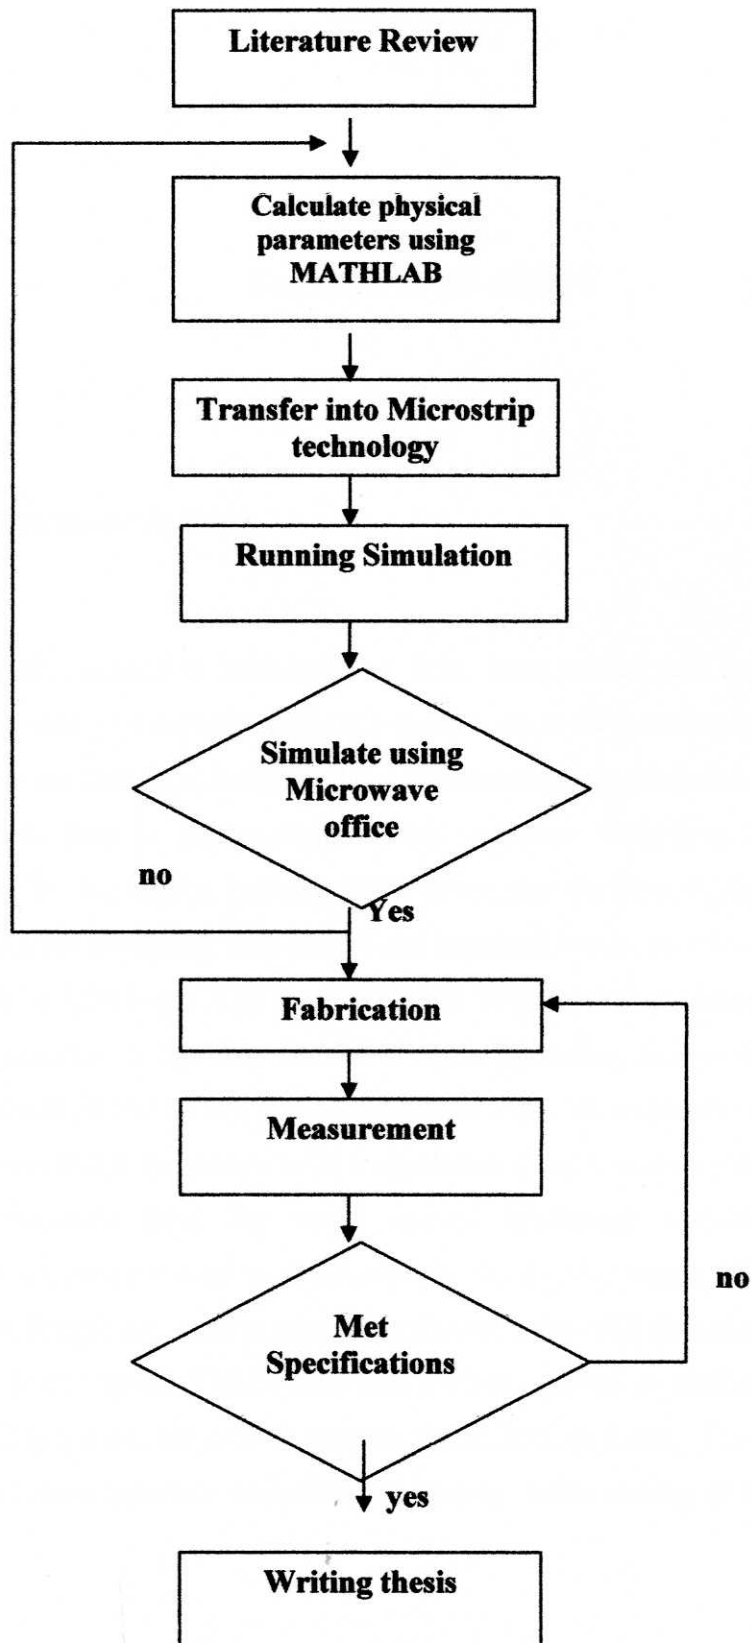 Literature Review
Calculate physical
parameters using
MATHLAB
Transfer into Microstrip
technology
Running Simulation
Simulate using
Microwave
office
no
Yes
Fabrication
Measurement
no
Met
Specifications
yes
Writing thesis